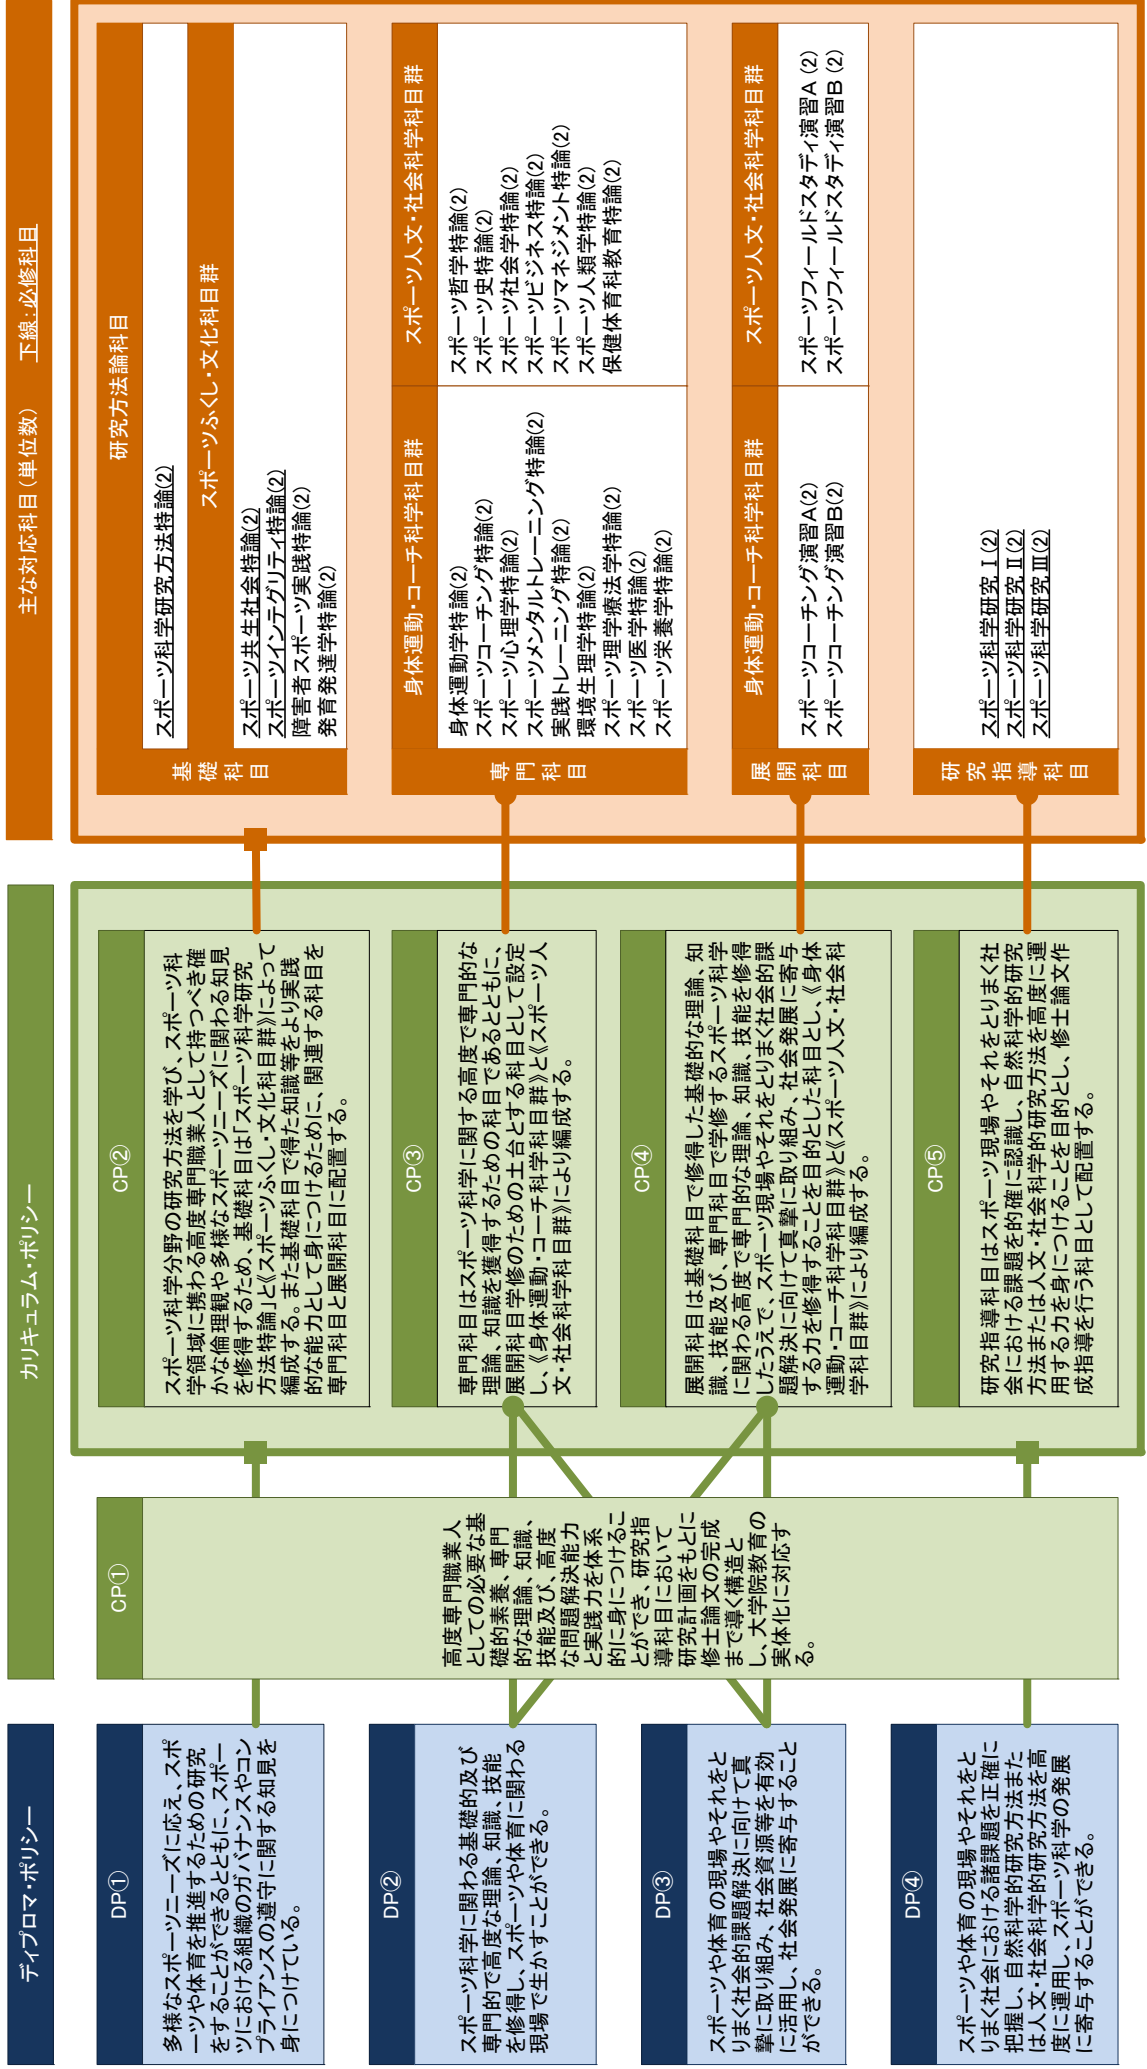 ディプロマ・ポリシー
DP①
多様なスポーツニーズに応え、スポ
ーツや体育を推進するための研究
をすることができるとともに、スポー
ツにおける組織のガバナンスやコン
プライアンスの遵守に関する知見を
身につけている。
DP②
スポーツ科学に関わる基礎的及び
専門的で高度な理論、知識、技能
を修得し、スポーツや体育に関わる
現場で生かすことができる。
DP③
スポーツや体育の現場やそれをと
りまく社会的課題解決に向けて真
摯に取り組み、社会資源等を有効
に活用し、社会発展に寄与すること
ができる。
DP④
スポーツや体育の現場やそれをと
りまく社会における諸課題を正確に
把握し、自然科学的研究方法また
は人文・社会科学的研究方法を高
度に運用し、スポーツ科学の発展
に寄与することができる。
カリキュラム・ポリシー
CP①
高度専門職業人
としての必要な基
礎的素養、専門
的な理論、知識、
技能及び、高度
な問題解決能力
と実践力を体系
的に身につけるこ
とができ、研究指
導科目において
研究計画をもとに
修士論文の完成
まで導く構造と
し、大学院教育の
実体化に対応す
る。
CP②
スポーツ科学分野の研究方法を学び、スポーツ科
学領域に携わる高度専門職業人として持つべき確
かな倫理観や多様なスポーツニーズに関わる知見
を修得するため、基礎科目は「スポーツ科学研究
方法特論」と《スポーツふくし・文化科目群》によって
編成する。また基礎科目で得た知識等をより実践
的な能力として身につけるために、関連する科目を
専門科目と展開科目に配置する。
CP③
専門科目はスポーツ科学に関する高度で専門的な
理論、知識を獲得するための科目であるとともに、
展開科目学修のための土台とする科目として設定
し、《身体運動・コーチ科学科目群》と《スポーツ人
文・社会科学科目群》により編成する。
CP④
展開科目は基礎科目で修得した基礎的な理論、知
識、技能及び、専門科目で学修するスポーツ科学
に関わる高度で専門的な理論、知識、技能を修得
したうえで、スポーツ現場やそれをとりまく社会的課
題解決に向けて真摯に取り組み、社会発展に寄与
する力を修得することを目的とした科目とし、《身体
運動・コーチ科学科目群》と《スポーツ人文・社会科
学科目群》により編成する。
CP⑤
研究指導科目はスポーツ現場やそれをとりまく社
会における課題を的確に認識し、自然科学的研究
方法または人文・社会科学的研究方法を高度に運
用する力を身につけることを目的とし、修士論文作
成指導を行う科目として配置する。
主な対応科目(単位数) 下線:必修科目
基礎科目
研究方法論科目
スポーツ科学研究方法特論(2)
スポーツふくし・文化科目群
スポーツ共生社会特論(2)
スポーツインテグリティ特論(2)
障害者スポーツ実践特論(2)
発育発達学特論(2)
専門科目
身体運動・コーチ科学科目群
身体運動学特論(2)
スポーツコーチング特論(2)
スポーツ心理学特論(2)
スポーツメンタルトレーニング特論(2)
実践トレーニング特論(2)
環境生理学特論(2)
スポーツ理学療法学特論(2)
スポーツ医学特論(2)
スポーツ栄養学特論(2)
スポーツ人文・社会科学科目群
スポーツ哲学特論(2)
スポーツ史特論(2)
スポーツ社会学特論(2)
スポーツビジネス特論(2)
スポーツマネジメント特論(2)
スポーツ人類学特論(2)
保健体育科教育特論(2)
展開科目
身体運動・コーチ科学科目群
スポーツコーチング演習A(2)
スポーツコーチング演習B(2)
スポーツ人文・社会科学科目群
スポーツフィールドスタディ演習A(2)
スポーツフィールドスタディ演習B(2)
研究指導科目
スポーツ科学研究Ⅰ(2)
スポーツ科学研究Ⅱ(2)
スポーツ科学研究Ⅲ(2)